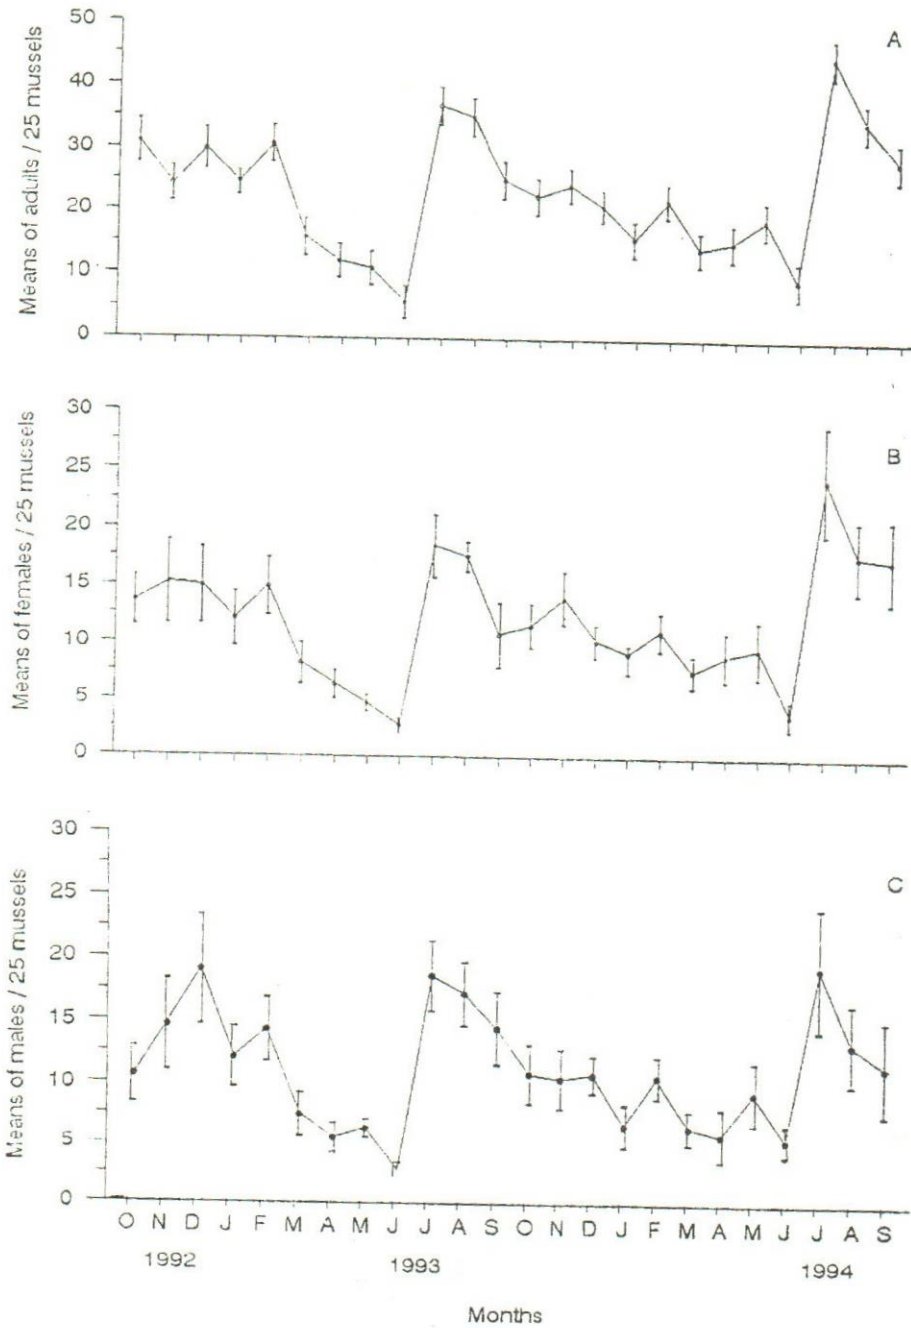 A
Means of adults / 25 mussels
50
40
30
20
10
0
B
Means of females / 25 mussels
30
25
20
15
10
5
0
C
Means of males / 25 mussels
30
25
20
15
10
5
0
O N D J F M A M J J A S O N D J F M A M J J A S
1992 1993 1994
Months